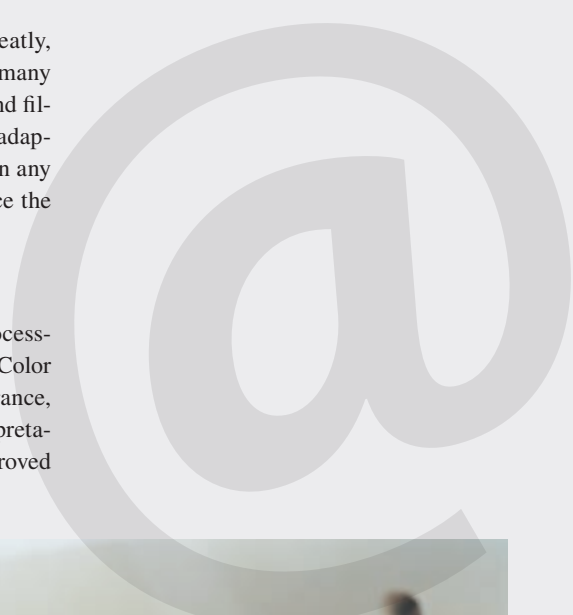 eatly,
many
nd fil-
adap-
n any
ce the
ocess-
Color
ance,
preta-
roved
@